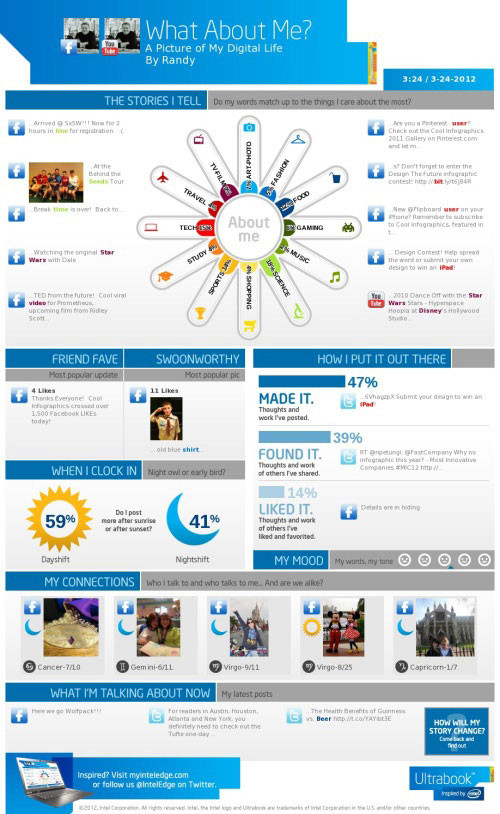 What About Me?
A Picture of My Digital Life
By Randy
You Tube
3:24 / 3-24-2012
THE STORIES I TELL
Do my words match up to the things I care about the most?
...Arrived @ SxSW!!! Now for 2
hours in line for registration :(
...At the
Behind the
Seeds Tour
...Break time is over! Back to...
...Watching the original Star
Wars with Dale
...TED from the future! Cool viral
video for Prometheus,
upcoming film from Ridley
Scott...
ART-PHOTO
FASHION
FOOD
GAMING
MUSIC
SCIENCE
SHOPPING
SPORTS
STUDY
TECH
TRAVEL
TV-FILM
About
me
...Are you a Pinterest user?
Check out the Cool Infographics
2011 Gallery on Pinterest.com
and let m...
...s? Don't forget to enter the
Design The Future infographic
contest! http://bit.ly/t6J84R
...New @Flipboard user on your
iPhone? Remember to subscribe
to Cool Infographics, featured in
t...
...Design Contest! Help spread
the word or submit your own
design to win an iPad!
You Tube
...2010 Dance Off with the Star
Wars Stars - Hyperspace
Hoopla at Disney's Hollywood
Studio...
FRIEND FAVE
Most popular update
4 Likes
Thanks Everyone! Cool
Infographics crossed over
1,500 Facebook LIKEs
today!
SWOONWORTHY
Most popular pic
11 Likes
... old blue shirt..
HOW I PUT IT OUT THERE
47%
MADE IT.
Thoughts and
work I've posted.
...6VhagzpX Submit your design to win an
iPad!
39%
FOUND IT.
Thoughts and work
of others I've shared.
RT @ripetungi: @FastCompany Why no
infographic this year? --Most Innovative
Companies #MIC12 http://...
14%
LIKED IT.
Thoughts and work
of others I've
liked and favorited.
Details are in hiding
WHEN I CLOCK IN
Night owl or early bird?
59%
Dayshift
Do I post
more after sunrise
or after sunset?
41%
Nightshift
MY MOOD
My words, my tone
MY CONNECTIONS
Who I talk to and who talks to me... And are we alike?
Cancer-7/10
Gemini-6/11
Virgo-9/11
Virgo-8/25
Capricorn-1/7
WHAT I'M TALKING ABOUT NOW
My latest posts
Here we go Wolfpack!!!
For readers in Austin, Houston,
Atlanta and New York, you
definitely need to check out the
Tufte one-day ...
...The Health Benefits of Guinness
vs. Beer http://t.co/YAYibt3E
HOW WILL MY
STORY CHANGE?
Come back and
find out
Inspired? Visit myinteledge.com
or follow us @IntelEdge on Twitter.
Ultrabook™
Inspired by intel
©2012, Intel Corporation. All rights reserved. Intel, the Intel logo and Ultrabook are trademarks of Intel Corporation in the U.S. and/or other countries.